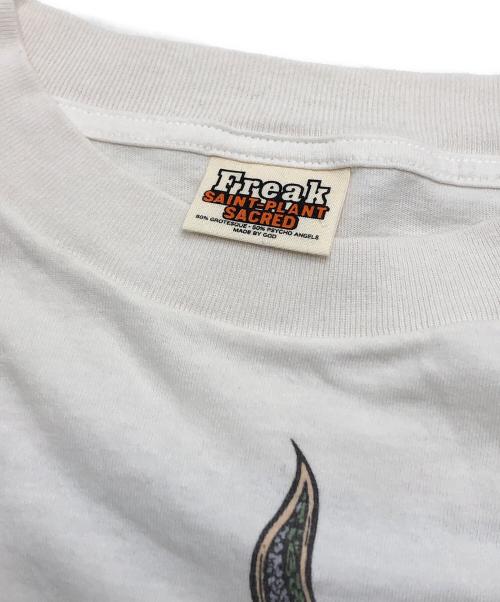 Freak
SAINT-PLANT
SACRED
50% GROTESQUE • 50% PSYCHO ANGELS
MADE BY GOD